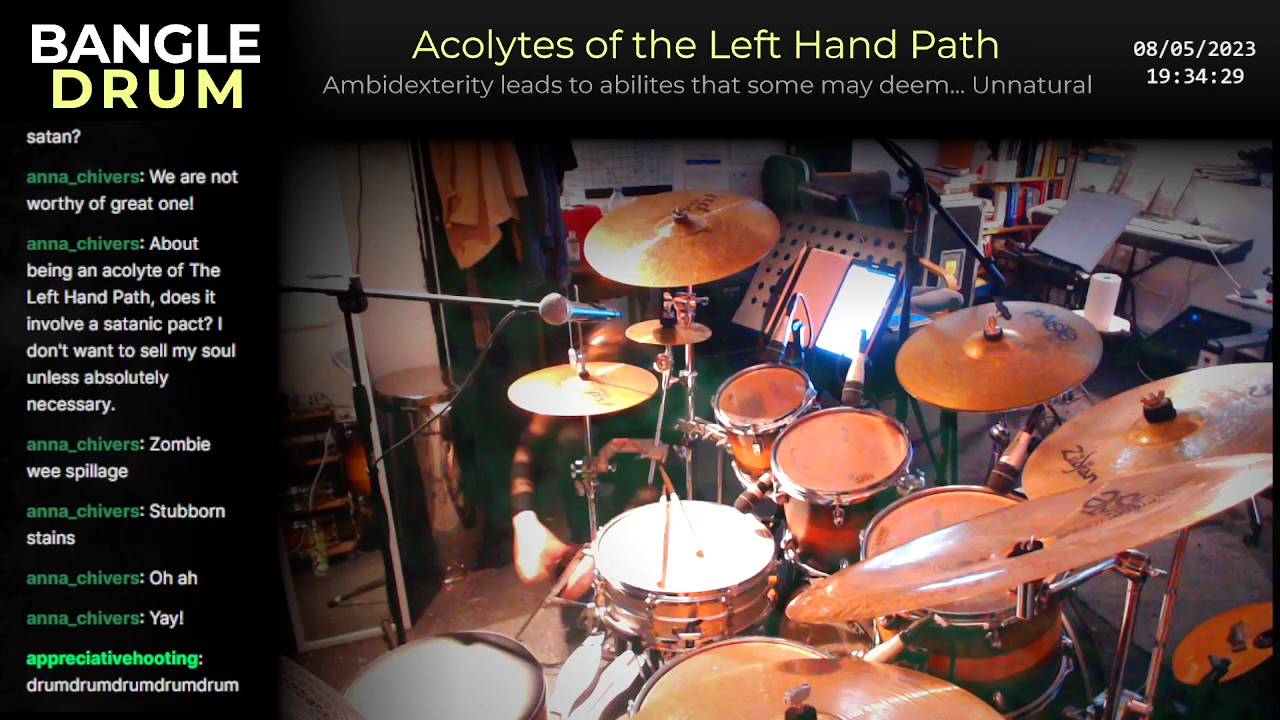 BANGLE
DRUM
Acolytes of the Left Hand Path
Ambidexterity leads to abilites that some may deem... Unnatural
08/05/2023
19:34:29
satan?
anna_chivers: We are not
worthy of great one!
anna_chivers: About
being an acolyte of The
Left Hand Path, does it
involve a satanic pact? I
don't want to sell my soul
unless absolutely
necessary.
anna_chivers: Zombie
wee spillage
anna_chivers: Stubborn
stains
anna_chivers: Oh ah
anna_chivers: Yay!
appreciativehooting:
drumdrumdrumdrumdrum
PAiSTe
Zildjian